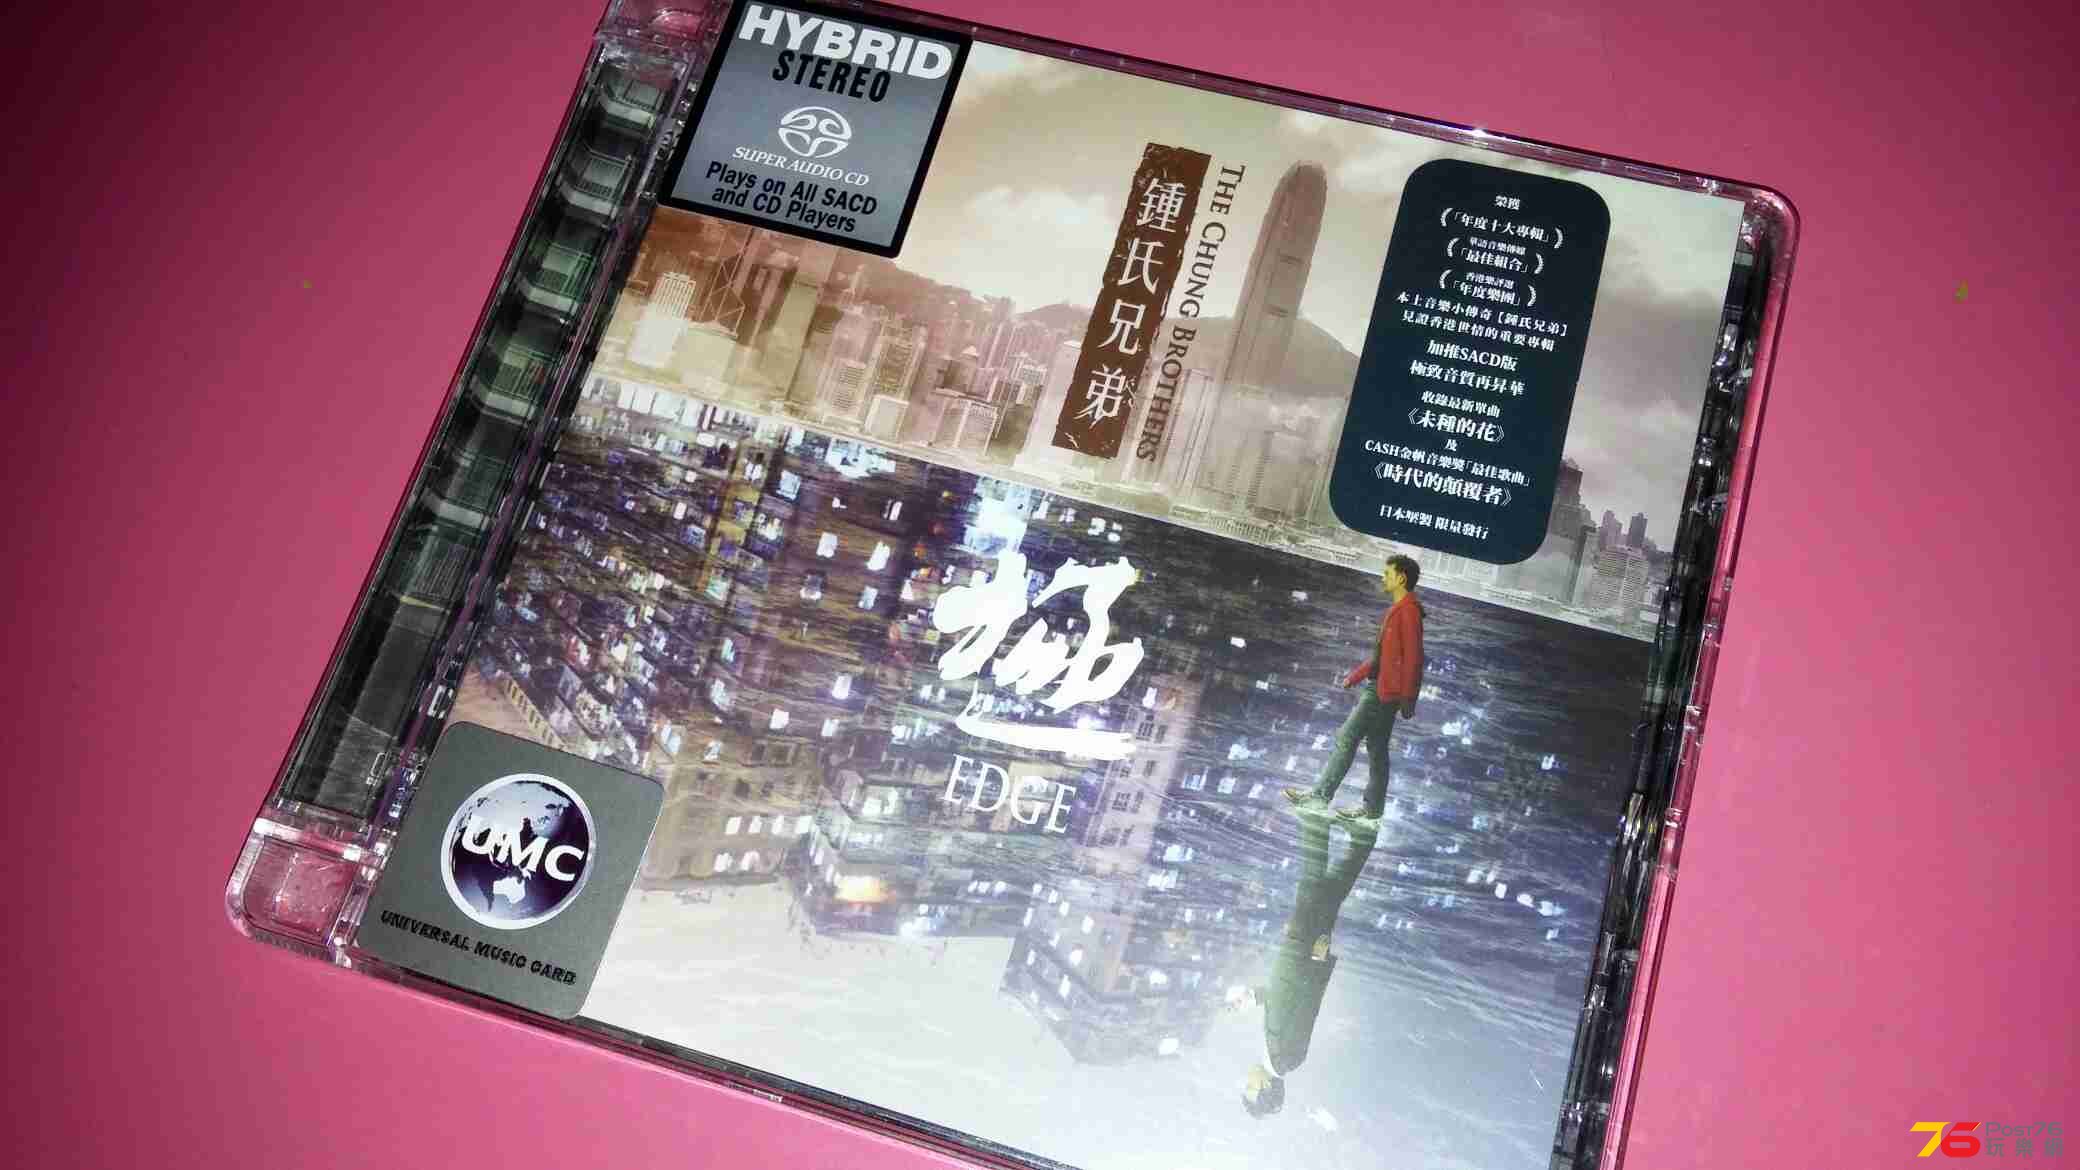 HYBRID
STEREO
SUPER AUDIO CD
Plays on All SACD
and CD Players
鍾氏兄弟
THE CHUNG BROTHERS
榮獲
《「年度十大專輯」》
華語音樂傳媒
《「最佳組合」》
香港樂評選
《「年度樂團」》
本土音樂小傳奇【鍾氏兄弟】
見證香港世情的重要專輯
加推SACD版
極致音質再昇華
收錄最新單曲
《未種的花》
及
CASH金帆音樂獎「最佳歌曲」
《時代的顛覆者》
日本壓製 限量發行
極
EDGE
UMC
UNIVERSAL MUSIC CARD
76 Post76
玩樂網